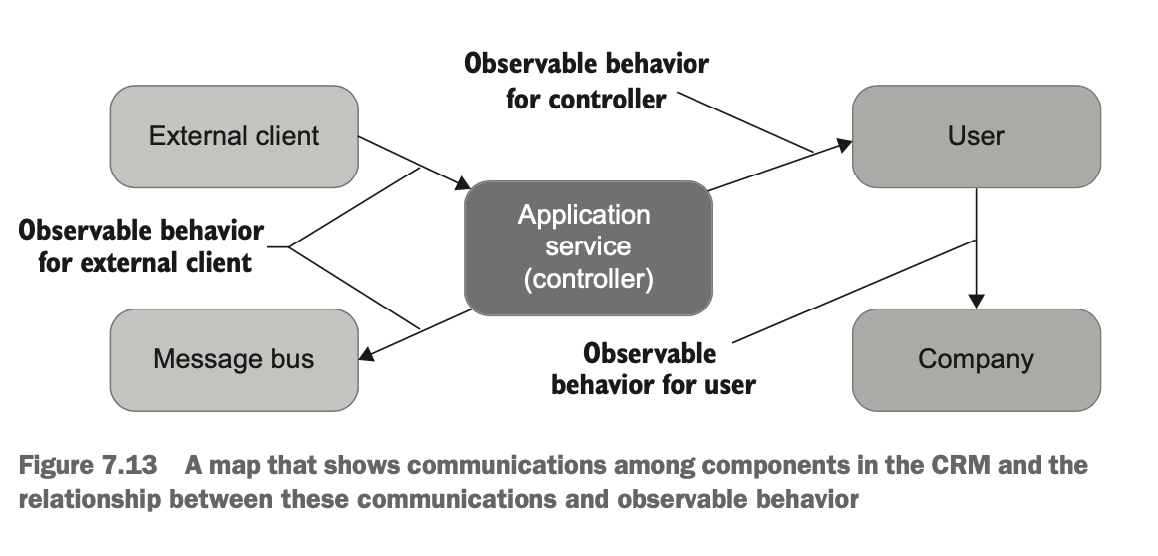 Observable behavior
for controller
External client
User
Application
service
(controller)
Observable behavior
for external client
Message bus
Observable
behavior for user
Company
Figure 7.13 A map that shows communications among components in the CRM and the
relationship between these communications and observable behavior